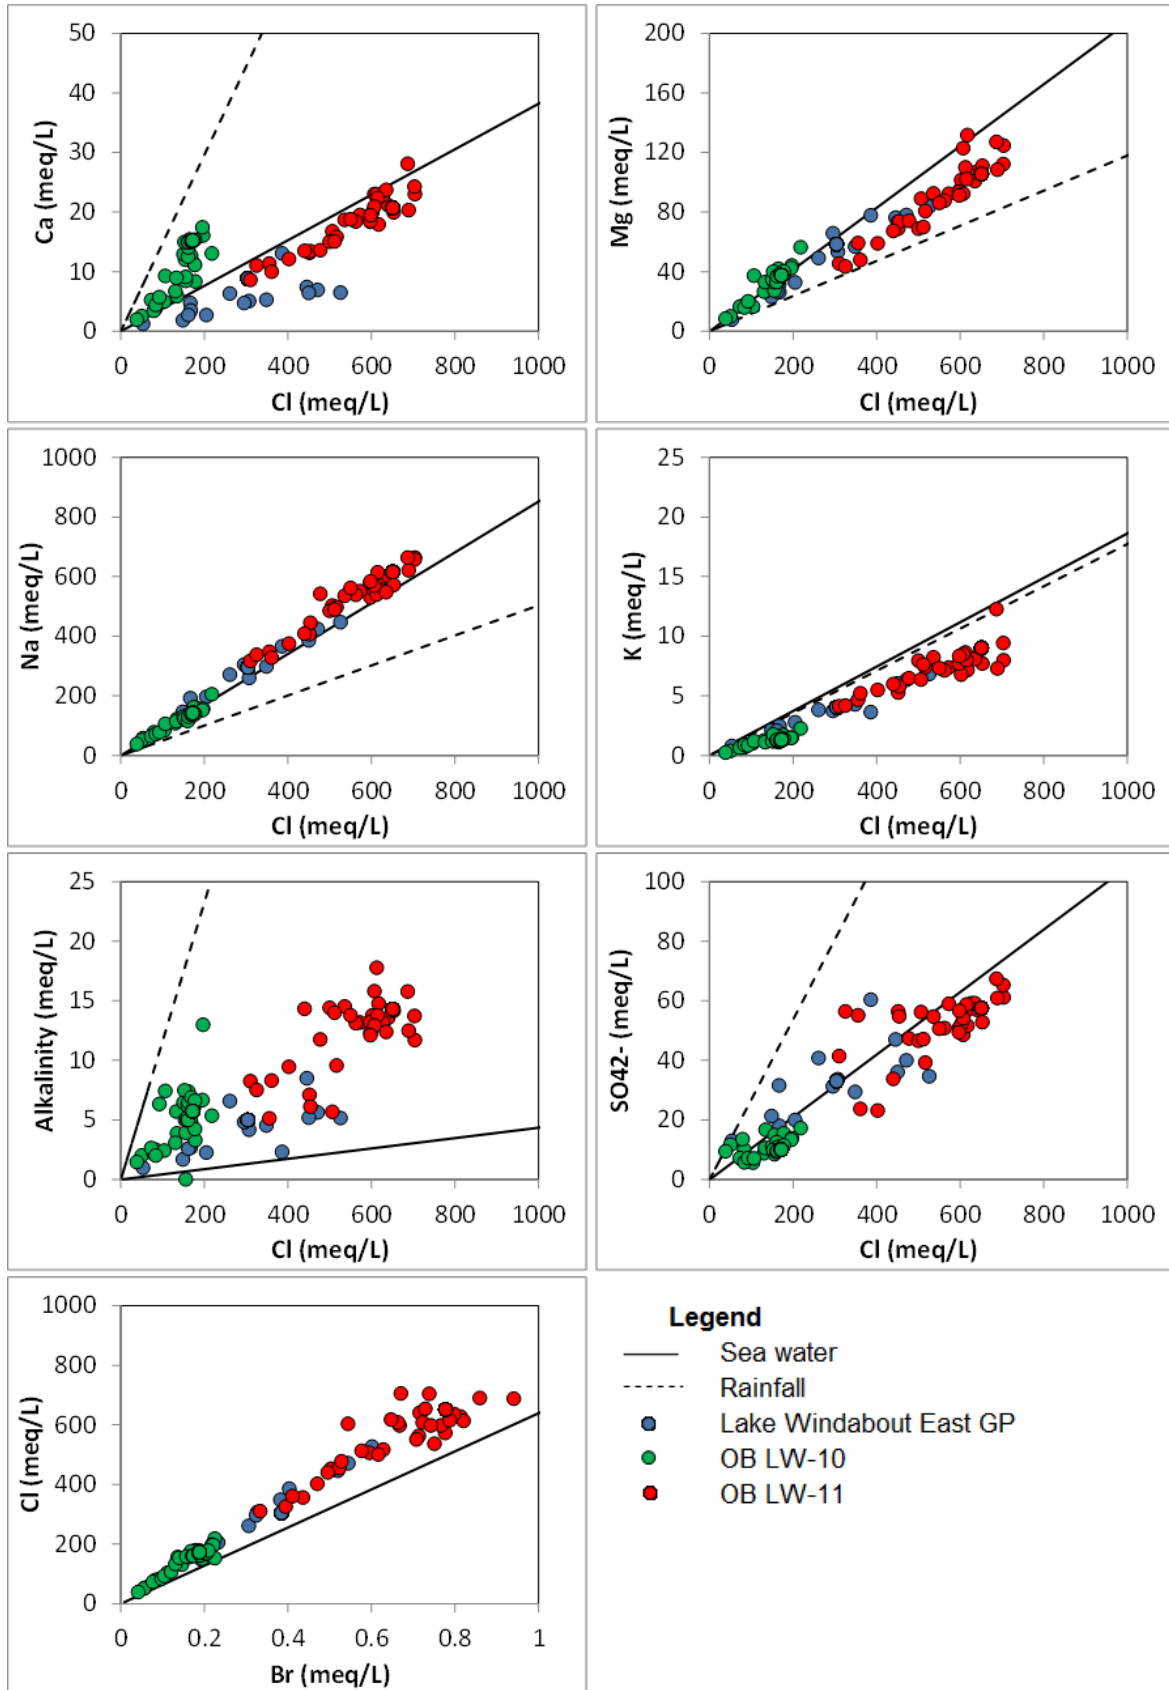 50
40
30
20
10
0
Ca (meq/L)
0 200 400 600 800 1000
Cl (meq/L)
200
160
120
80
40
0
Mg (meq/L)
0 200 400 600 800 1000
Cl (meq/L)
1000
800
600
400
200
0
Na (meq/L)
0 200 400 600 800 1000
Cl (meq/L)
25
20
15
10
5
0
K (meq/L)
0 200 400 600 800 1000
Cl (meq/L)
25
20
15
10
5
0
Alkalinity (meq/L)
0 200 400 600 800 1000
Cl (meq/L)
100
80
60
40
20
0
SO42- (meq/L)
0 200 400 600 800 1000
Cl (meq/L)
1000
800
600
400
200
0
Cl (meq/L)
0 0.2 0.4 0.6 0.8 1
Br (meq/L)
Legend
Sea water
Rainfall
Lake Windabout East GP
OB LW-10
OB LW-11